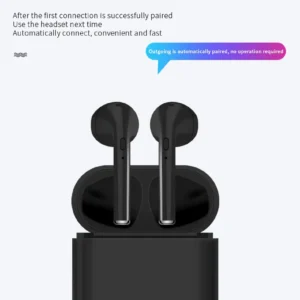 After the first connection is successfully paired
Use the headset next time
Automatically connect, convenient and fast
Outgoing is automatically paired, no operation required